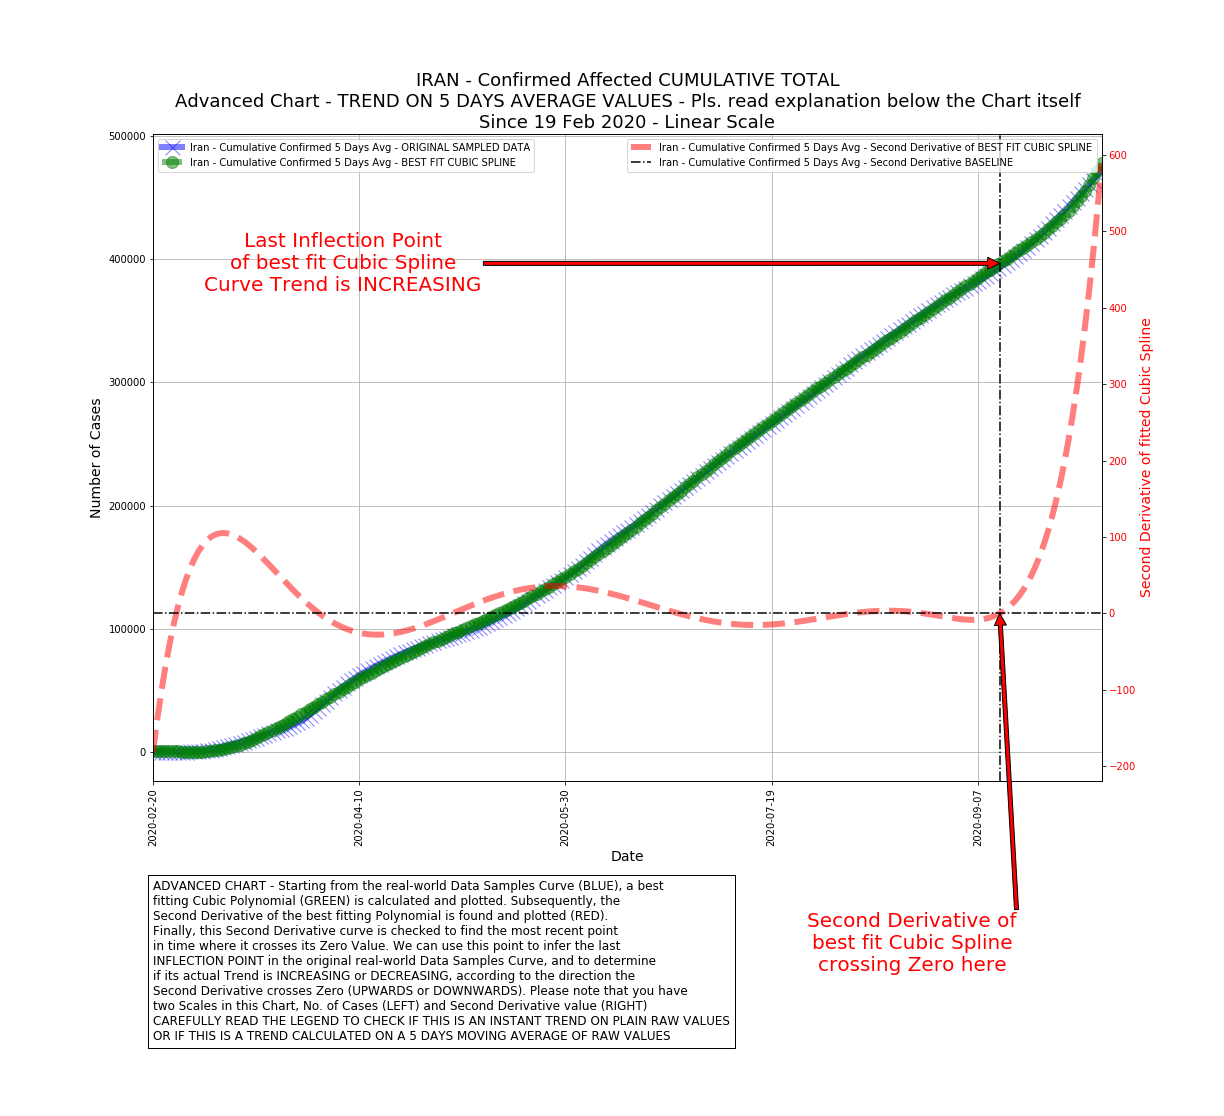 IRAN - Confirmed Affected CUMULATIVE TOTAL
Advanced Chart - TREND ON 5 DAYS AVERAGE VALUES - Pls. read explanation below the Chart itself
Since 19 Feb 2020 - Linear Scale
Iran - Cumulative Confirmed 5 Days Avg - ORIGINAL SAMPLED DATA
Iran - Cumulative Confirmed 5 Days Avg - BEST FIT CUBIC SPLINE
Iran - Cumulative Confirmed 5 Days Avg - Second Derivative of BEST FIT CUBIC SPLINE
Iran - Cumulative Confirmed 5 Days Avg - Second Derivative BASELINE
Last Inflection Point
of best fit Cubic Spline
Curve Trend is INCREASING
Number of Cases
500000
400000
300000
200000
100000
0
600
500
400
300
200
100
0
−100
−200
Second Derivative of fitted Cubic Spline
2020-02-20
2020-04-10
2020-05-30
2020-07-19
2020-09-07
Date
ADVANCED CHART - Starting from the real-world Data Samples Curve (BLUE), a best
fitting Cubic Polynomial (GREEN) is calculated and plotted. Subsequently, the
Second Derivative of the best fitting Polynomial is found and plotted (RED).
Finally, this Second Derivative curve is checked to find the most recent point
in time where it crosses its Zero Value. We can use this point to infer the last
INFLECTION POINT in the original real-world Data Samples Curve, and to determine
if its actual Trend is INCREASING or DECREASING, according to the direction the
Second Derivative crosses Zero (UPWARDS or DOWNWARDS). Please note that you have
two Scales in this Chart, No. of Cases (LEFT) and Second Derivative value (RIGHT)
CAREFULLY READ THE LEGEND TO CHECK IF THIS IS AN INSTANT TREND ON PLAIN RAW VALUES
OR IF THIS IS A TREND CALCULATED ON A 5 DAYS MOVING AVERAGE OF RAW VALUES
Second Derivative of
best fit Cubic Spline
crossing Zero here